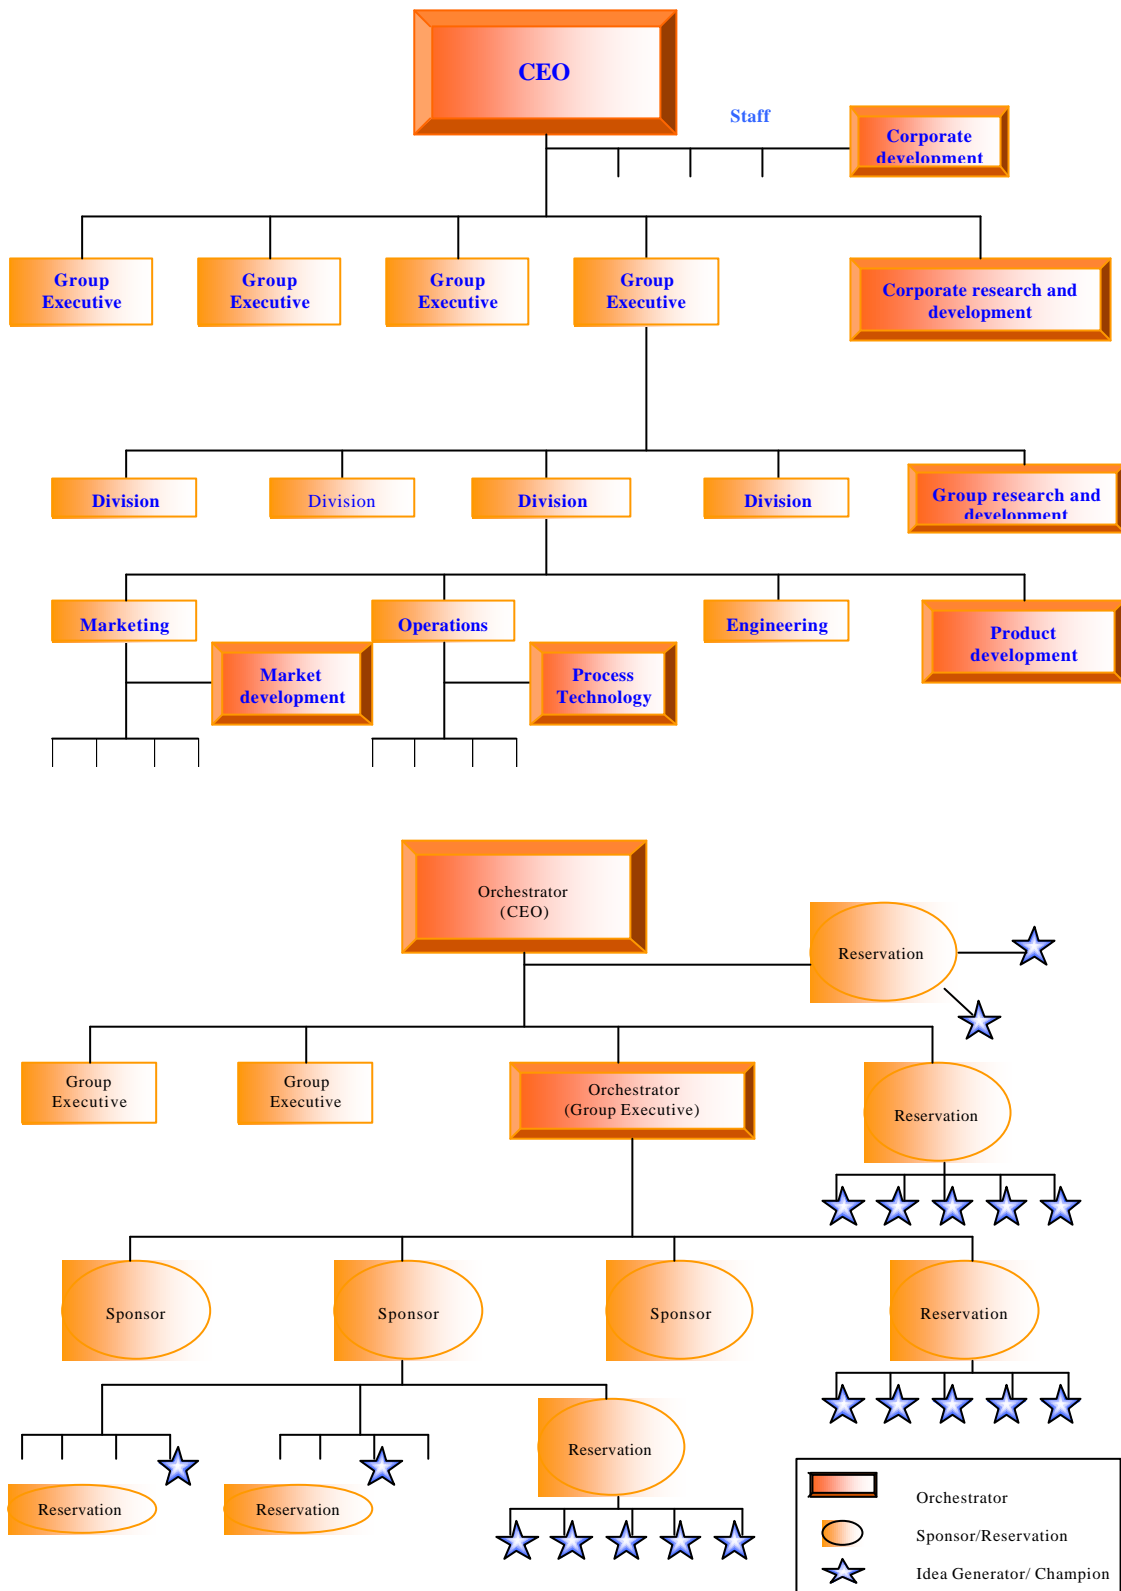 CEO
Staff
Corporate
development
Group
Executive
Group
Executive
Group
Executive
Group
Executive
Corporate research and
development
Division
Division
Division
Division
Group research and
development
Marketing
Operations
Engineering
Product
development
Market
development
Process
Technology
Orchestrator
(CEO)
Reservation
Group
Executive
Group
Executive
Orchestrator
(Group Executive)
Reservation
Sponsor
Sponsor
Sponsor
Reservation
Reservation
Reservation
Reservation
Orchestrator
Sponsor/Reservation
Idea Generator/ Champion